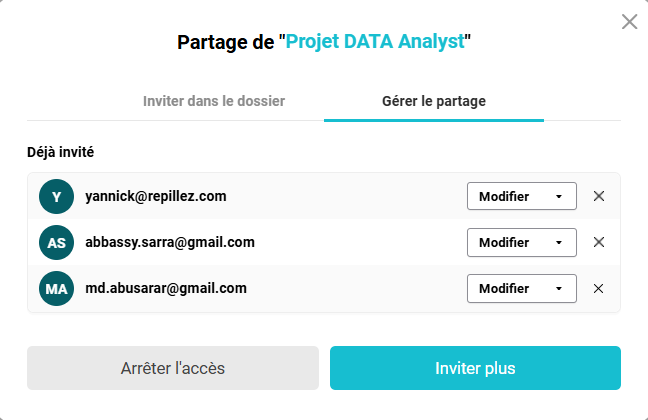 Partage de "Projet DATA Analyst"
Inviter dans le dossier Gérer le partage
Déjà invité
Y yannick@repillez.com Modifier
AS abbassy.sarra@gmail.com Modifier
MA md.abusarar@gmail.com Modifier
Arrêter l'accès Inviter plus